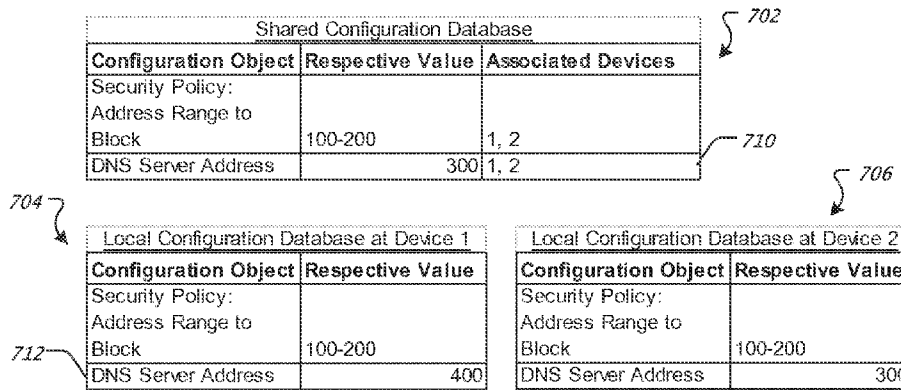 702
Shared Configuration Database
Configuration Object Respective Value Associated Devices
Security Policy:
Address Range to
Block 100-200 1, 2
DNS Server Address 300 1, 2
710
704
706
Local Configuration Database at Device 1
Configuration Object Respective Value
Security Policy:
Address Range to
Block 100-200
DNS Server Address 400
712
Local Configuration Database at Device 2
Configuration Object Respective Value
Security Policy:
Address Range to
Block 100-200
DNS Server Address 300